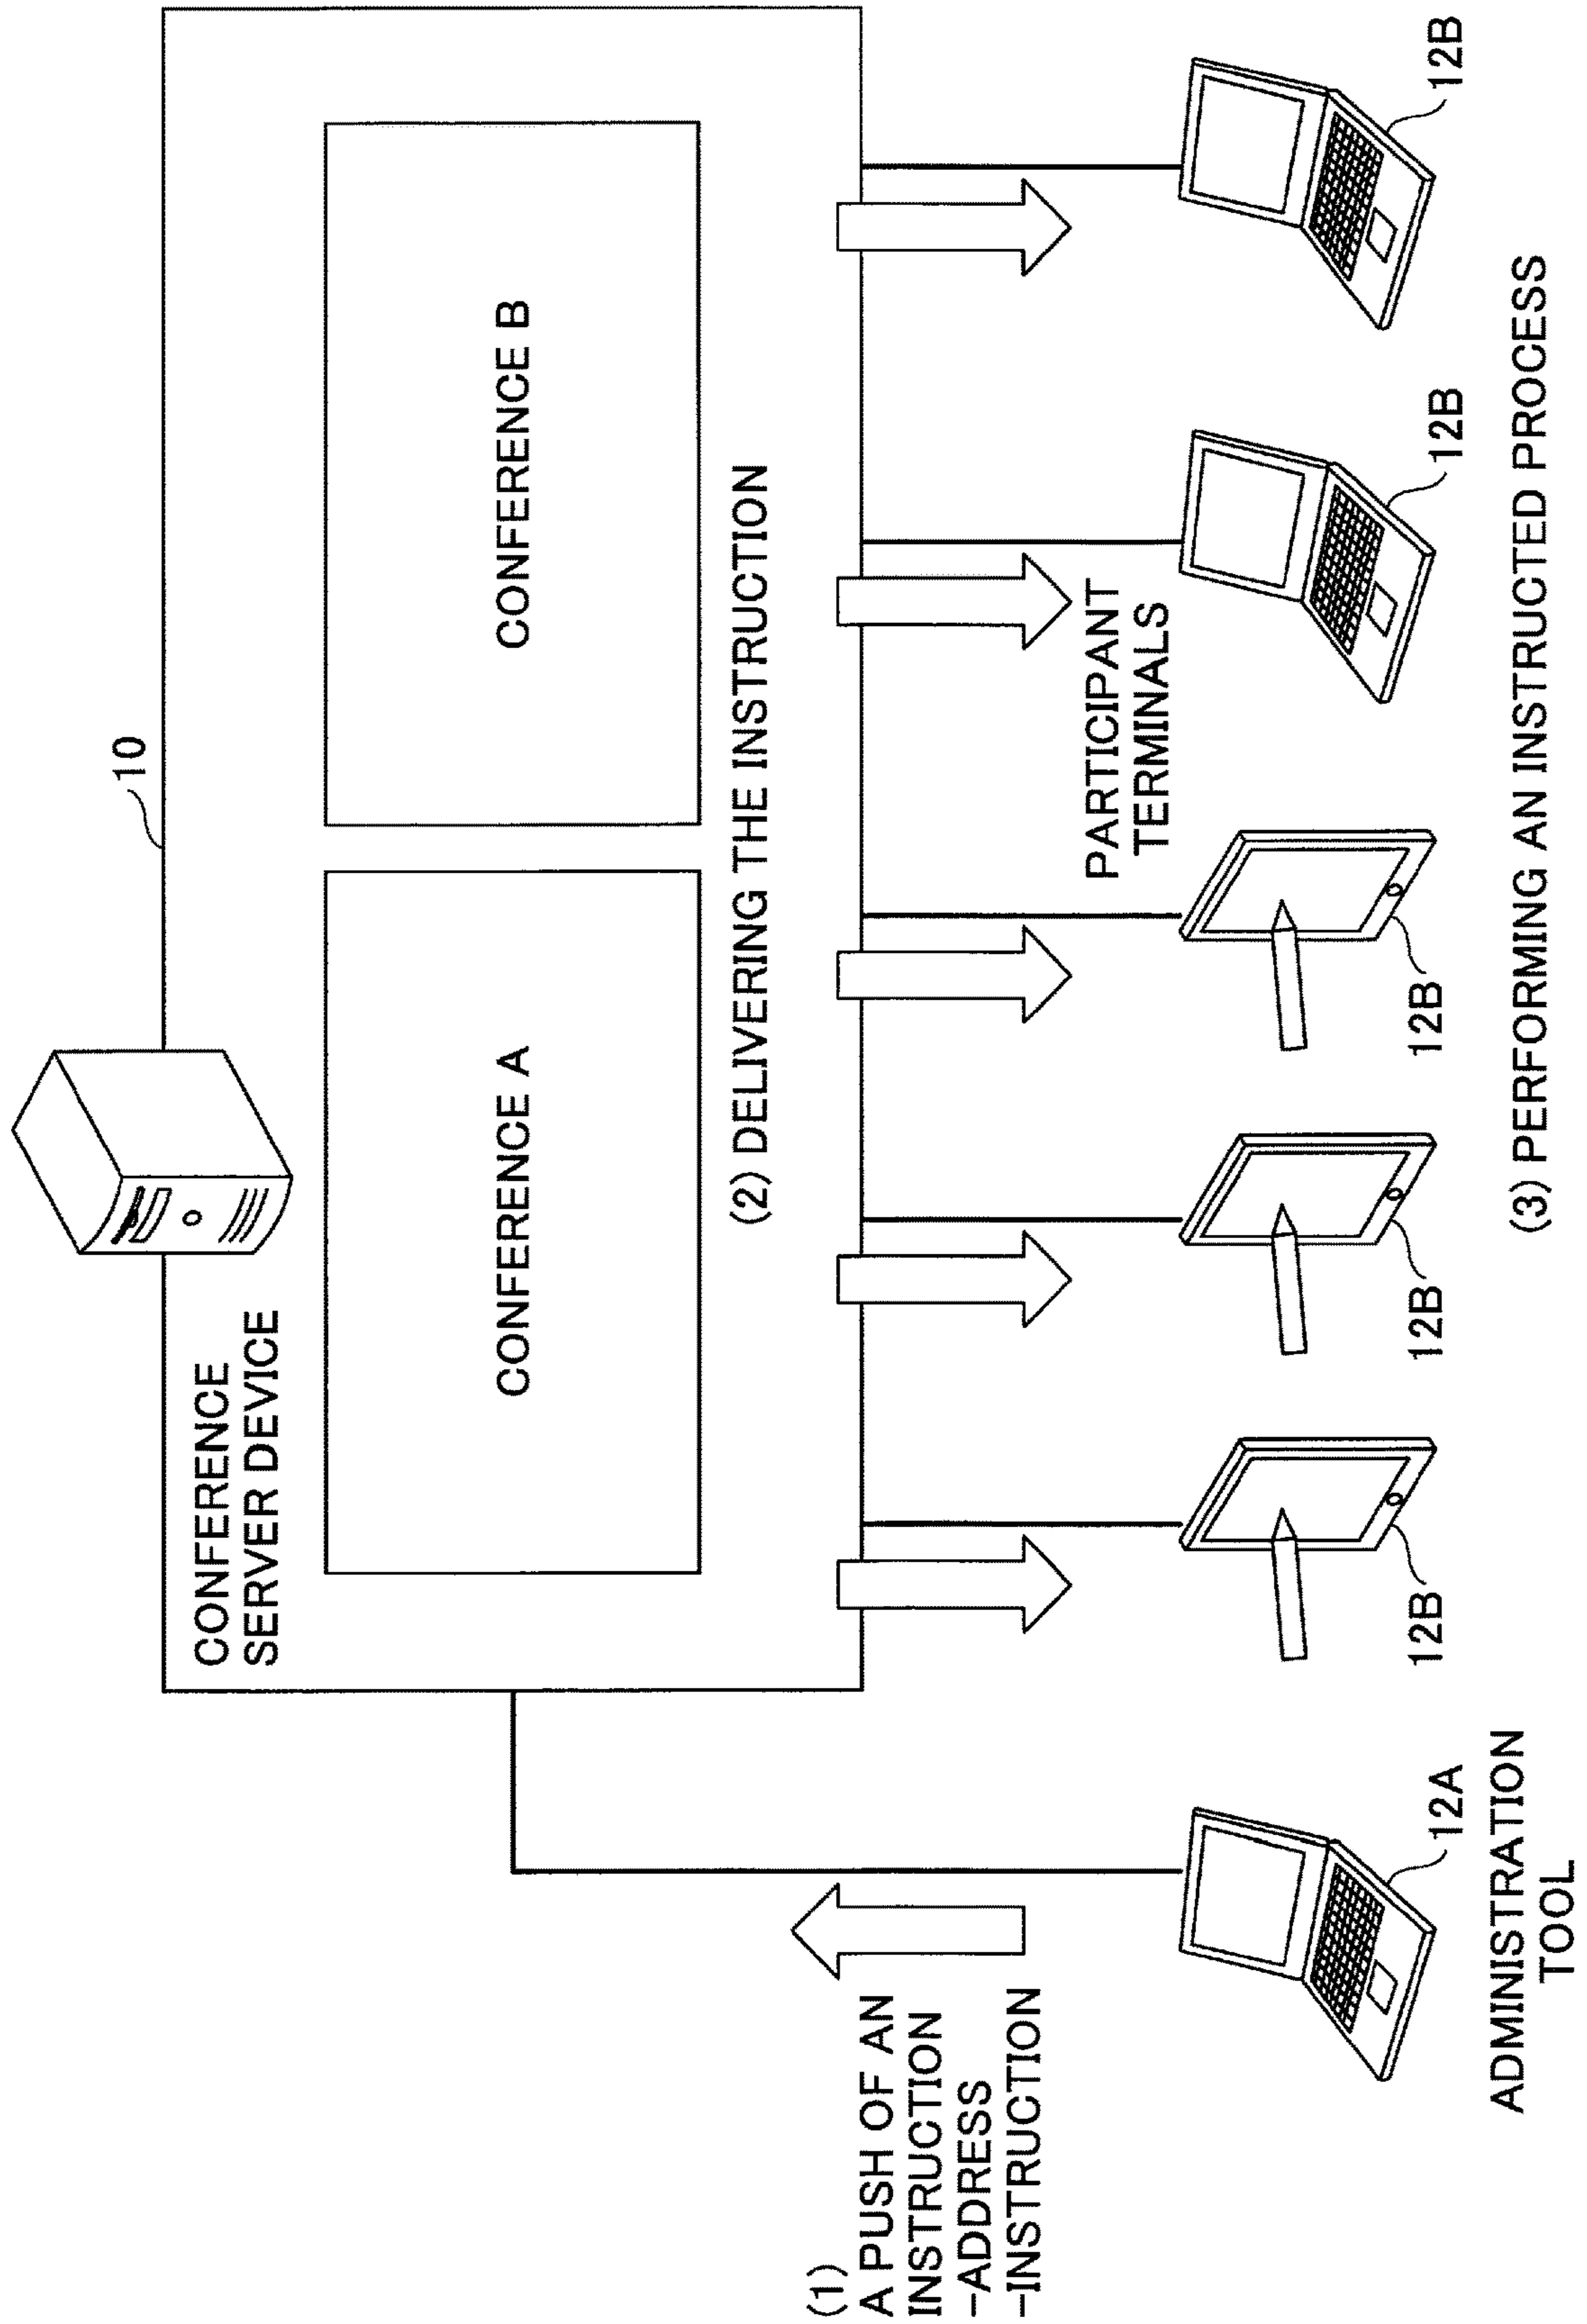 10
CONFERENCE
SERVER DEVICE
CONFERENCE A
CONFERENCE B
(2) DELIVERING THE INSTRUCTION
(1)
A PUSH OF AN
INSTRUCTION
-ADDRESS
-INSTRUCTION
PARTICIPANT
TERMINALS
12A
12B
12B
12B
12B
12B
ADMINISTRATION
TOOL
(3) PERFORMING AN INSTRUCTED PROCESS